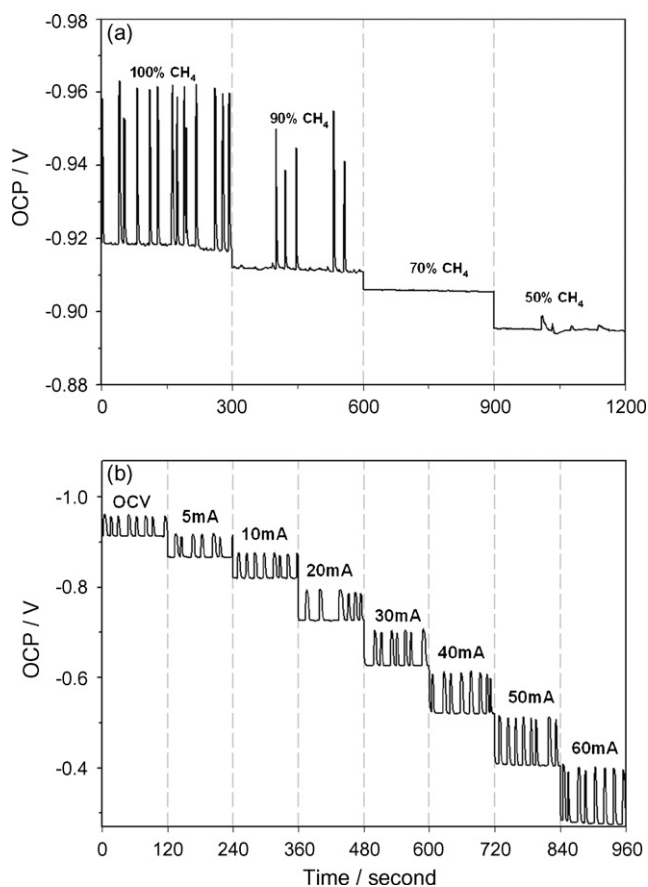 (a)
100% CH₄
90% CH₄
70% CH₄
50% CH₄
OCP / V
-0.98
-0.96
-0.94
-0.92
-0.90
-0.88
0 300 600 900 1200
(b)
OCV
5mA
10mA
20mA
30mA
40mA
50mA
60mA
OCP / V
-1.0
-0.8
-0.6
-0.4
0 120 240 360 480 600 720 840 960
Time / second